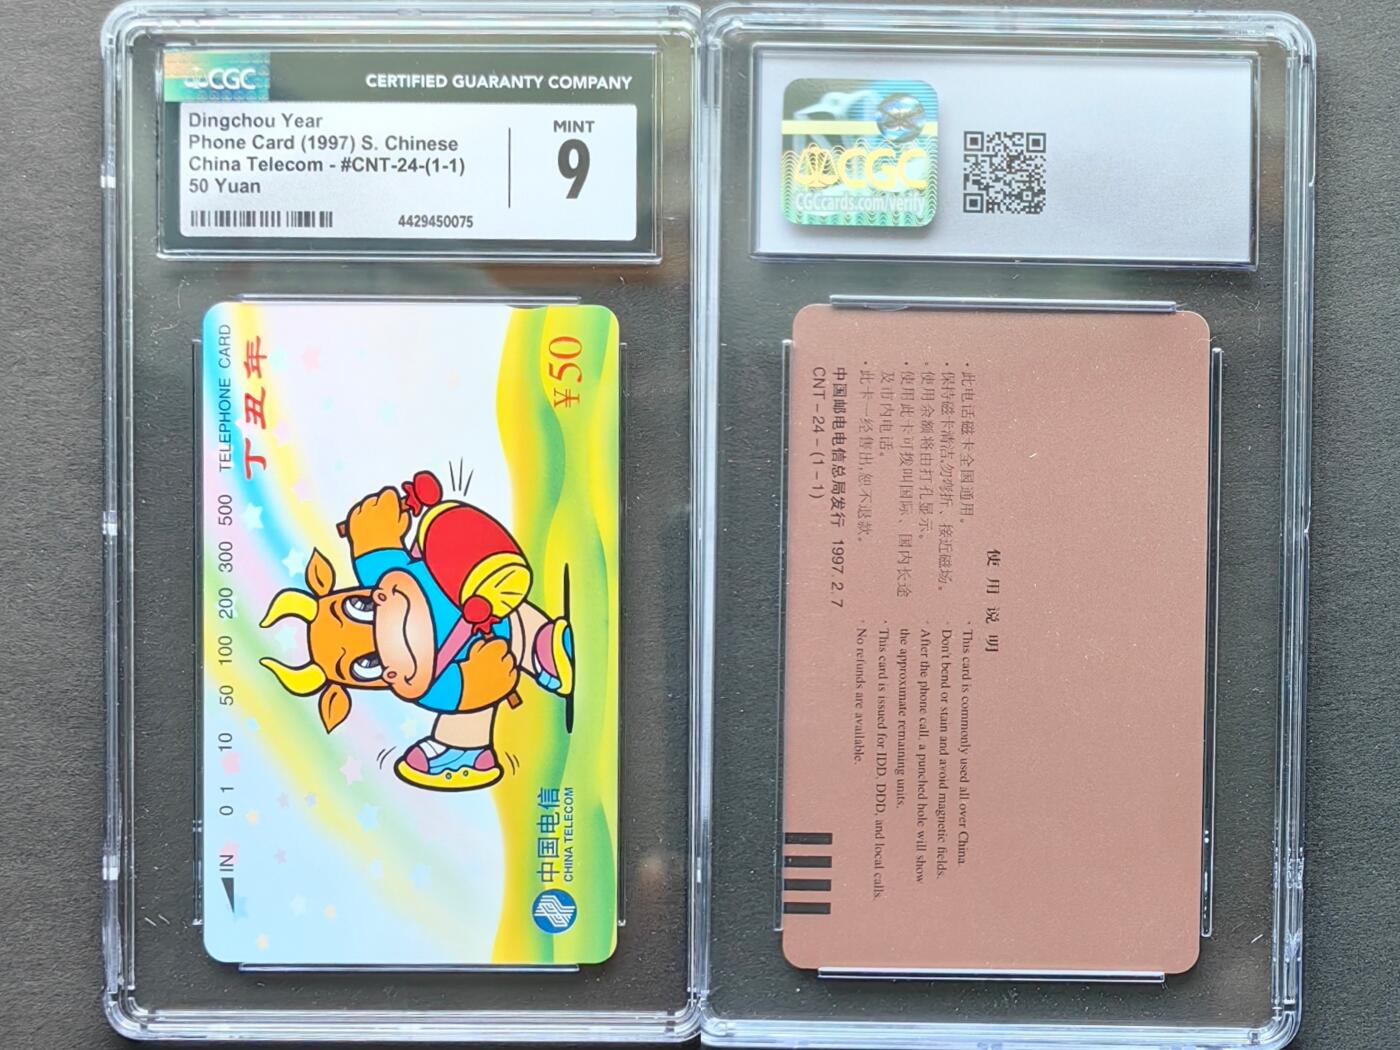 CGC
CERTIFIED GUARANTY COMPANY
Dingchou Year
Phone Card (1997) S. Chinese
China Telecom - #CNT-24-(1-1)
50 Yuan
MINT
9
4429450075
CGC
CGCcards.com/verify
IN 0 1 10 50 100 200 300 500 TELEPHONE CARD
丁丑年
¥50
中国电信
CHINA TELECOM
使用说明
·此电话磁卡全国通用。
·保持磁卡清洁,勿弯折、接近磁场。
·使用余额将由打孔显示。
·使用此卡可拨叫国际、国内长途
及市内电话。
·此卡一经售出,恕不退款。
中国邮电电信总局发行 1997.2.7
CNT-24-(1-1)
·This card is commonly used all over China.
·Don't bend or stain and avoid magnetic fields.
·After the phone call, a punched hole will show
the approximate remaining units.
·This card is issued for IDD, DDD, and local calls.
·No refunds are available.